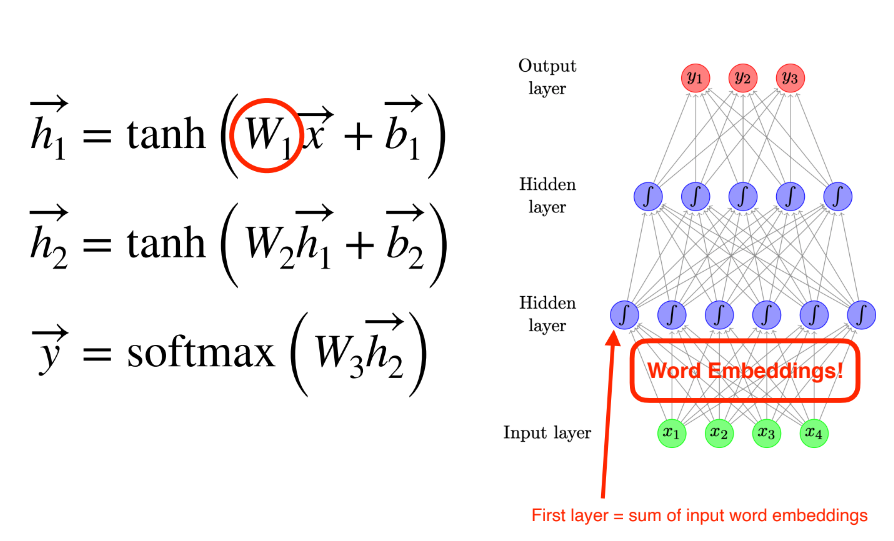 h₁ = tanh ( W₁x + b₁ )
h₂ = tanh ( W₂h₁ + b₂ )
y = softmax ( W₃h₂ )
Output
layer
y₁ y₂ y₃
Hidden
layer
∫ ∫ ∫ ∫ ∫
Hidden
layer
∫ ∫ ∫ ∫ ∫ ∫
Word Embeddings!
Input layer
x₁ x₂ x₃ x₄
First layer = sum of input word embeddings